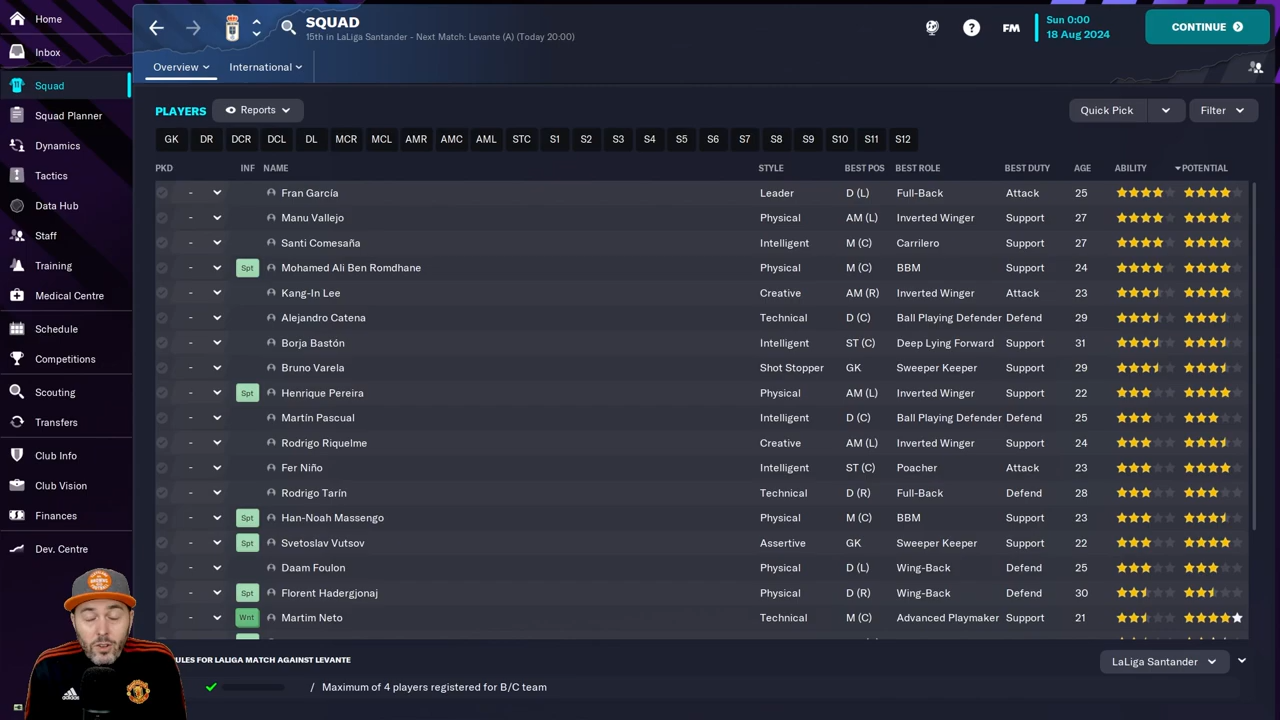 Home
Inbox
Squad
Squad Planner
Dynamics
Tactics
Data Hub
Staff
Training
Medical Centre
Schedule
Competitions
Scouting
Transfers
Club Info
Club Vision
Finances
Dev. Centre
SQUAD
15th in LaLiga Santander - Next Match: Levante (A) (Today 20:00)
FM
Sun 0:00
18 Aug 2024
CONTINUE
Overview International
PLAYERS Reports Quick Pick Filter
GK DR DCR DCL DL MCR MCL AMR AMC AML STC S1 S2 S3 S4 S5 S6 S7 S8 S9 S10 S11 S12
PKD INF NAME STYLE BEST POS BEST ROLE BEST DUTY AGE ABILITY POTENTIAL
- Fran García Leader D (L) Full-Back Attack 25
- Manu Vallejo Physical AM (L) Inverted Winger Support 27
- Santi Comesaña Intelligent M (C) Carrilero Support 27
- Spt Mohamed Ali Ben Romdhane Physical M (C) BBM Support 24
- Kang-In Lee Creative AM (R) Inverted Winger Attack 23
- Alejandro Catena Technical D (C) Ball Playing Defender Defend 29
- Borja Bastón Intelligent ST (C) Deep Lying Forward Support 31
- Bruno Varela Shot Stopper GK Sweeper Keeper Support 29
- Spt Henrique Pereira Physical AM (L) Inverted Winger Support 22
- Martín Pascual Intelligent D (C) Ball Playing Defender Defend 25
- Rodrigo Riquelme Creative AM (L) Inverted Winger Support 24
- Fer Niño Intelligent ST (C) Poacher Attack 23
- Rodrigo Tarín Technical D (R) Full-Back Defend 28
- Spt Han-Noah Massengo Physical M (C) BBM Support 23
- Spt Svetoslav Vutsov Assertive GK Sweeper Keeper Support 22
- Daam Foulon Physical D (L) Wing-Back Defend 25
- Spt Florent Hadergjonaj Physical D (R) Wing-Back Defend 30
- Wnt Martim Neto Technical M (C) Advanced Playmaker Support 21
ULES FOR LALIGA MATCH AGAINST LEVANTE LaLiga Santander
/ Maximum of 4 players registered for B/C team
adidas